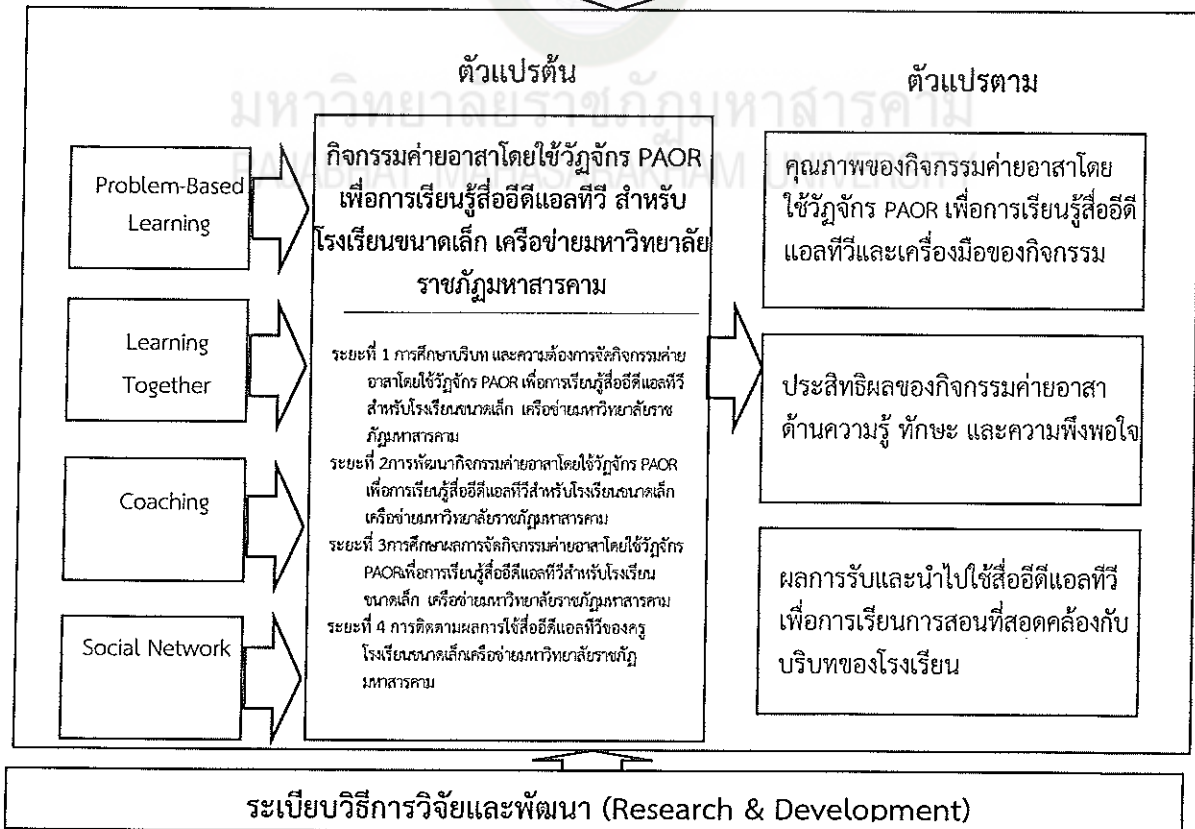 ตัวแปรต้น
ตัวแปรตาม
มหาวิทยาลัยราชภัฏมหาสารคาม
RAJABHAT MAHASARAKHAM UNIVERSITY
Problem-Based
Learning
Learning
Together
Coaching
Social Network
กิจกรรมค่ายอาสาโดยใช้วัฏจักร PAOR
เพื่อการเรียนรู้สื่ออีดีแอลทีวี สำหรับ
โรงเรียนขนาดเล็ก เครือข่ายมหาวิทยาลัย
ราชภัฏมหาสารคาม
ระยะที่ 1 การศึกษาบริบท และความต้องการจัดกิจกรรมค่าย
อาสาโดยใช้วัฏจักร PAOR เพื่อการเรียนรู้สื่ออีดีแอลทีวี
สำหรับโรงเรียนขนาดเล็ก เครือข่ายมหาวิทยาลัยราช
ภัฏมหาสารคาม
ระยะที่ 2การพัฒนากิจกรรมค่ายอาสาโดยใช้วัฏจักร PAOR
เพื่อการเรียนรู้สื่ออีดีแอลทีวีสำหรับโรงเรียนขนาดเล็ก
เครือข่ายมหาวิทยาลัยราชภัฏมหาสารคาม
ระยะที่ 3การศึกษาผลการจัดกิจกรรมค่ายอาสาโดยใช้วัฏจักร
PAORเพื่อการเรียนรู้สื่ออีดีแอลทีวีสำหรับโรงเรียน
ขนาดเล็ก เครือข่ายมหาวิทยาลัยราชภัฏมหาสารคาม
ระยะที่ 4 การติดตามผลการใช้สื่ออีดีแอลทีวีของครู
โรงเรียนขนาดเล็กเครือข่ายมหาวิทยาลัยราชภัฏ
มหาสารคาม
คุณภาพของกิจกรรมค่ายอาสาโดย
ใช้วัฏจักร PAOR เพื่อการเรียนรู้สื่ออีดี
แอลทีวีและเครื่องมือของกิจกรรม
ประสิทธิผลของกิจกรรมค่ายอาสา
ด้านความรู้ ทักษะ และความพึงพอใจ
ผลการรับและนำไปใช้สื่ออีดีแอลทีวี
เพื่อการเรียนการสอนที่สอดคล้องกับ
บริบทของโรงเรียน
ระเบียบวิธีการวิจัยและพัฒนา (Research & Development)